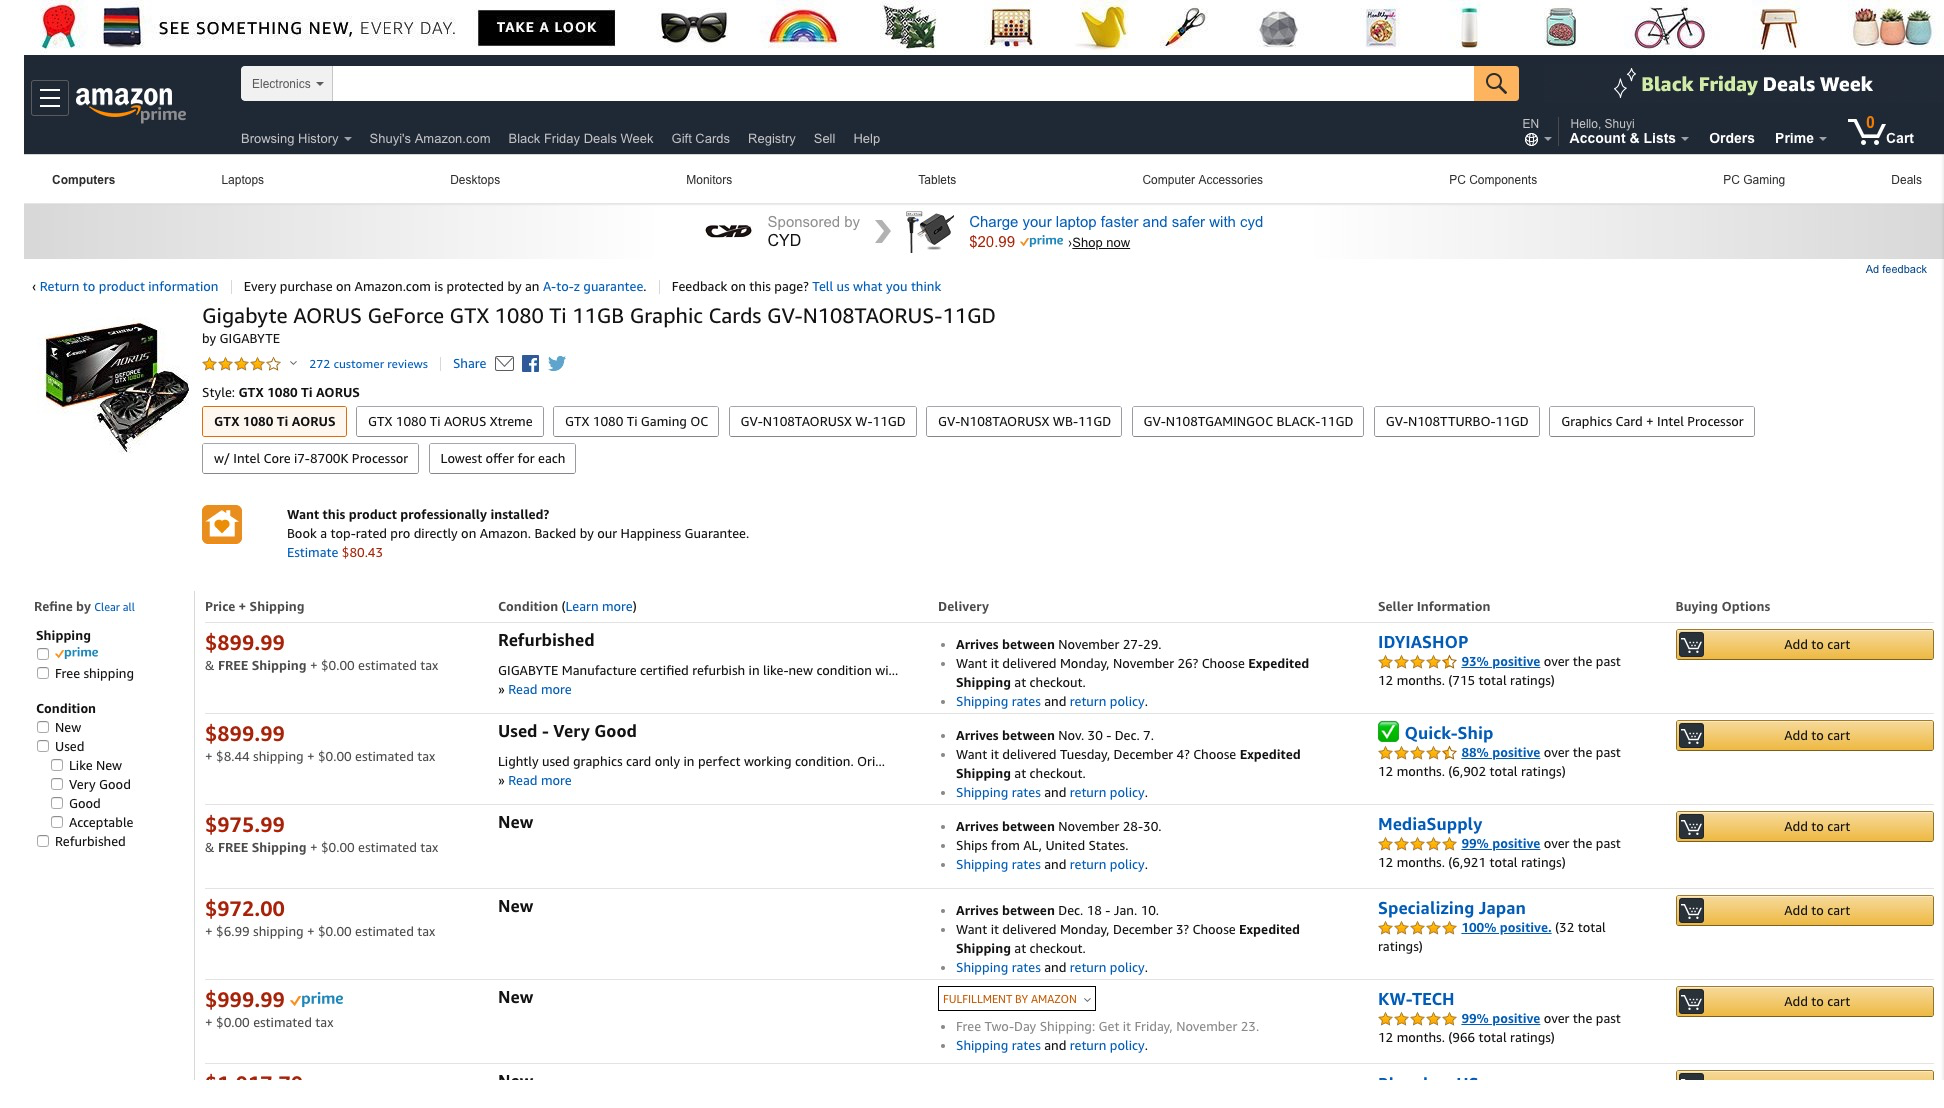 SEE SOMETHING NEW, EVERY DAY. TAKE A LOOK
Electronics
Black Friday Deals Week
amazon
prime
Browsing History Shuyi's Amazon.com Black Friday Deals Week Gift Cards Registry Sell Help
EN Hello, Shuyi
Account & Lists Orders Prime 0 Cart
Computers Laptops Desktops Monitors Tablets Computer Accessories PC Components PC Gaming Deals
CYD Sponsored by
CYD
Charge your laptop faster and safer with cyd
$20.99 prime ›Shop now
Ad feedback
‹ Return to product information Every purchase on Amazon.com is protected by an A-to-z guarantee. Feedback on this page? Tell us what you think
Gigabyte AORUS GeForce GTX 1080 Ti 11GB Graphic Cards GV-N108TAORUS-11GD
by GIGABYTE
272 customer reviews Share
Style: GTX 1080 Ti AORUS
GTX 1080 Ti AORUS GTX 1080 Ti AORUS Xtreme GTX 1080 Ti Gaming OC GV-N108TAORUSX W-11GD GV-N108TAORUSX WB-11GD GV-N108TGAMINGOC BLACK-11GD GV-N108TTURBO-11GD Graphics Card + Intel Processor
w/ Intel Core i7-8700K Processor Lowest offer for each
Want this product professionally installed?
Book a top-rated pro directly on Amazon. Backed by our Happiness Guarantee.
Estimate $80.43
Refine by Clear all
Shipping
prime
Free shipping
Condition
New
Used
Like New
Very Good
Good
Acceptable
Refurbished
Price + Shipping Condition (Learn more) Delivery Seller Information Buying Options
$899.99
& FREE Shipping + $0.00 estimated tax
Refurbished
GIGABYTE Manufacture certified refurbish in like-new condition wi...
» Read more
Arrives between November 27-29.
Want it delivered Monday, November 26? Choose Expedited
Shipping at checkout.
Shipping rates and return policy.
IDYIASHOP
93% positive over the past
12 months. (715 total ratings)
Add to cart
$899.99
+ $8.44 shipping + $0.00 estimated tax
Used - Very Good
Lightly used graphics card only in perfect working condition. Ori...
» Read more
Arrives between Nov. 30 - Dec. 7.
Want it delivered Tuesday, December 4? Choose Expedited
Shipping at checkout.
Shipping rates and return policy.
Quick-Ship
88% positive over the past
12 months. (6,902 total ratings)
Add to cart
$975.99
& FREE Shipping + $0.00 estimated tax
New
Arrives between November 28-30.
Ships from AL, United States.
Shipping rates and return policy.
MediaSupply
99% positive over the past
12 months. (6,921 total ratings)
Add to cart
$972.00
+ $6.99 shipping + $0.00 estimated tax
New
Arrives between Dec. 18 - Jan. 10.
Want it delivered Monday, December 3? Choose Expedited
Shipping at checkout.
Shipping rates and return policy.
Specializing Japan
100% positive. (32 total
ratings)
Add to cart
$999.99 prime
+ $0.00 estimated tax
New
FULFILLMENT BY AMAZON
Free Two-Day Shipping: Get it Friday, November 23.
Shipping rates and return policy.
KW-TECH
99% positive over the past
12 months. (966 total ratings)
Add to cart
New